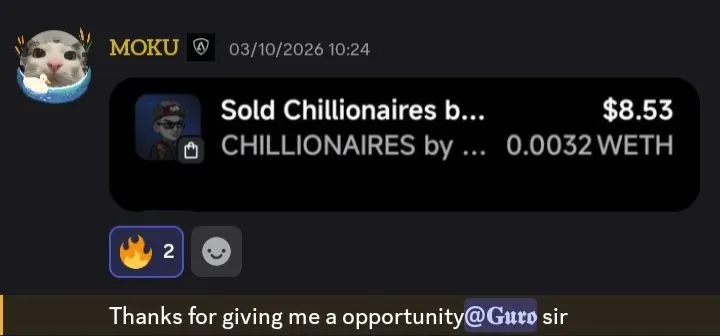 MOKU 03/10/2026 10:24
Sold Chillionaires b... $8.53
CHILLIONAIRES by ... 0.0032 WETH
2
Thanks for giving me a opportunity@𝕲𝖚𝖗𝖔 sir